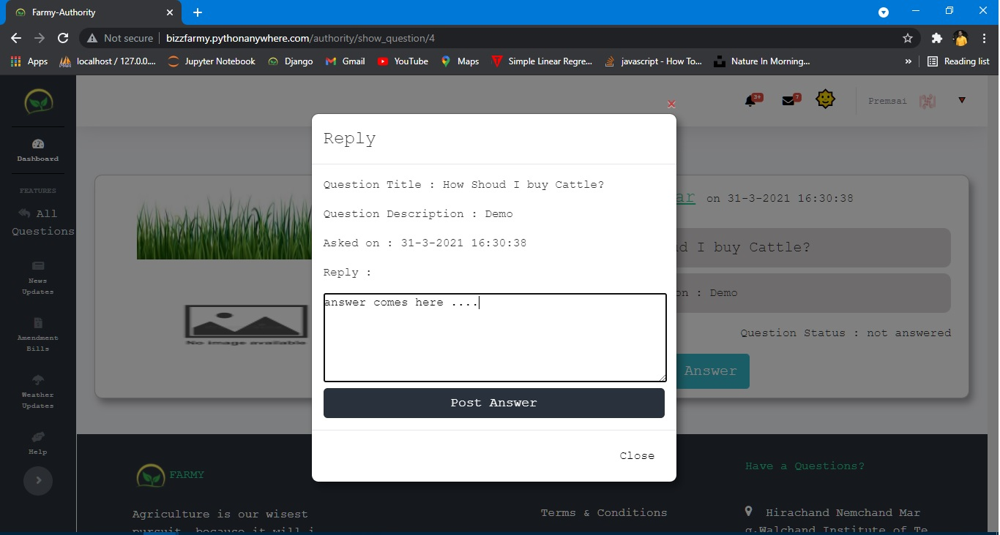 Farmy-Authority
Not secure bizzfarmy.pythonanywhere.com/authority/show_question/4
Apps localhost / 127.0.0.... Jupyter Notebook Django Gmail YouTube Maps Simple Linear Regre... javascript - How To... Nature In Morning... » Reading list
3+ 7 Premsai
Dashboard
FEATURES
All
Questions
News
Updates
Amendment
Bills
Weather
Updates
Help
No image available
Reply
Question Title : How Shoud I buy Cattle?
Question Description : Demo
Asked on : 31-3-2021 16:30:38
Reply :
answer comes here ....
Post Answer
Close
ar on 31-3-2021 16:30:38
d I buy Cattle?
on : Demo
Question Status : not answered
Answer
FARMY
Agriculture is our wisest
pursuit, because it will i
Terms & Conditions
Have a Questions?
Hirachand Nemchand Mar
g,Walchand Institute of Te